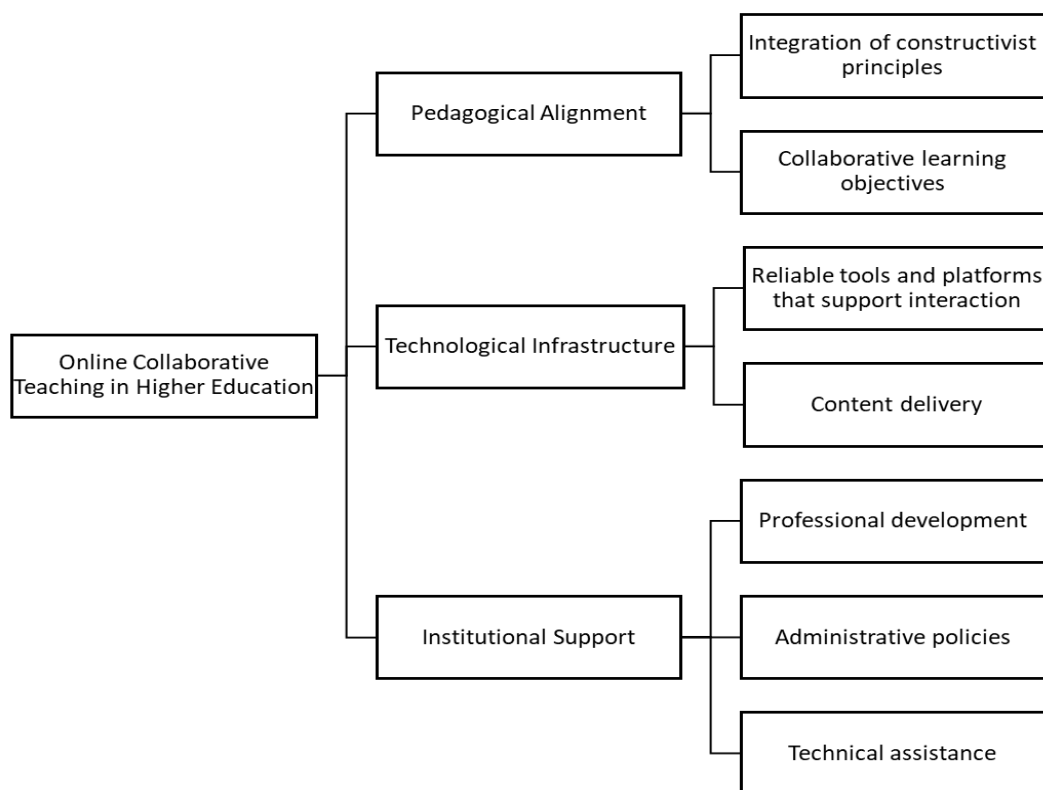 Integration of constructivist
principles
Pedagogical Alignment
Collaborative learning
objectives
Reliable tools and platforms
that support interaction
Online Collaborative
Teaching in Higher Education
Technological Infrastructure
Content delivery
Professional development
Institutional Support
Administrative policies
Technical assistance